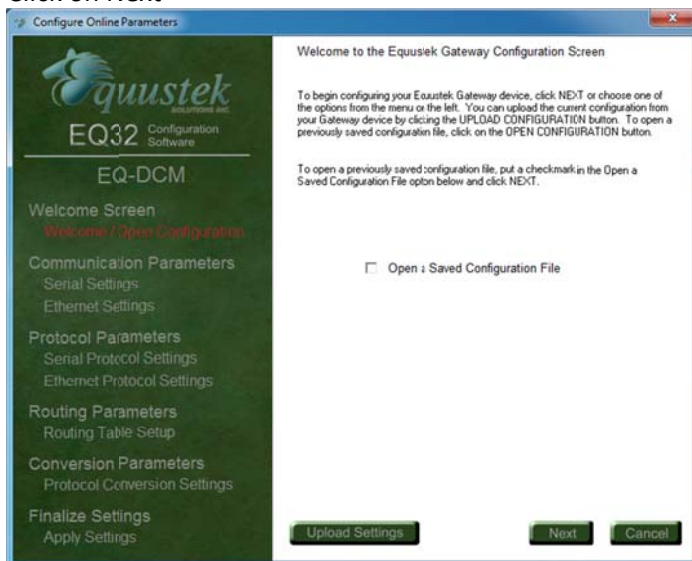 Click on Next
Configure Online Parameters
Equustek
SOLUTIONS INC.
EQ32 Configuration Software
EQ-DCM
Welcome Screen
Welcome / Open Configuration
Communication Parameters
Serial Settings
Ethernet Settings
Protocol Parameters
Serial Protocol Settings
Ethernet Protocol Settings
Routing Parameters
Routing Table Setup
Conversion Parameters
Protocol Conversion Settings
Finalize Settings
Apply Settings
Welcome to the Equustek Gateway Configuration Screen
To begin configuring your Equustek Gateway device, click NEXT or choose one of
the options from the menu or the left. You can upload the current configuration from
your Gateway device by clicing the UPLOAD CONFIGURATION button. To open a
previously saved configuration file, click on the OPEN CONFIGURATION button.
To open a previously saved configuration file, put a checkmark in the Open a
Saved Configuration File opton below and click NEXT.
Open a Saved Configuration File
Upload Settings
Next
Cancel